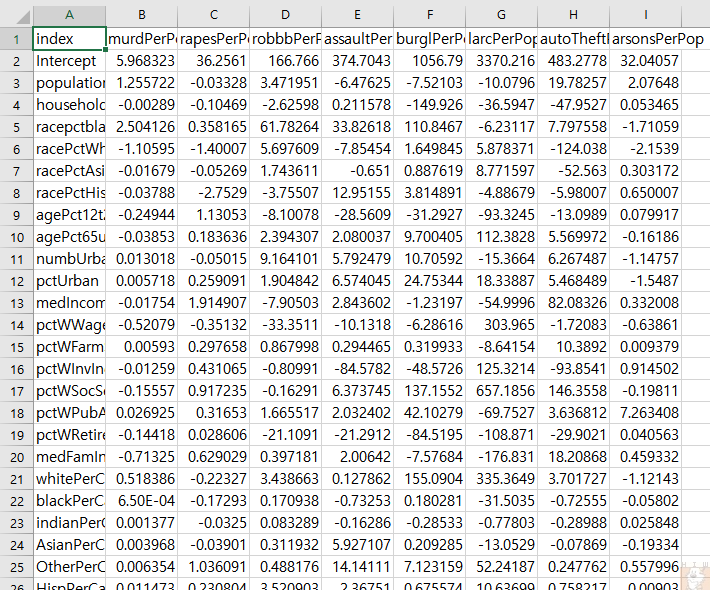 A B C D E F G H I
1 index murdPerPo rapesPerPo robbbPerP assaultPer burglPerPo larcPerPop autoTheftI arsonsPerPop
2 Intercept 5.968323 36.2561 166.766 374.7043 1056.79 3370.216 483.2778 32.04057
3 population 1.255722 -0.03328 3.471951 -6.47625 -7.52103 -10.0796 19.78257 2.07648
4 household -0.00289 -0.10469 -2.62598 0.211578 -149.926 -36.5947 -47.9527 0.053465
5 racepctbla 2.504126 0.358165 61.78264 33.82618 110.8467 -6.23117 7.797558 -1.71059
6 racePctWh -1.10595 -1.40007 5.697609 -7.85454 1.649845 5.878371 -124.038 -2.1539
7 racePctAsi -0.01679 -0.05269 1.743611 -0.651 0.887619 8.771597 -52.563 0.303172
8 racePctHis -0.03788 -2.7529 -3.75507 12.95155 3.814891 -4.88679 -5.98007 0.650007
9 agePct12t2 -0.24944 1.13053 -8.10078 -28.5609 -31.2927 -93.3245 -13.0989 0.079917
10 agePct65u -0.03853 0.183636 2.394307 2.080037 9.700405 112.3828 5.569972 -0.16186
11 numbUrba 0.013018 -0.05015 9.164101 5.792479 10.70592 -15.3664 6.267487 -1.14757
12 pctUrban 0.005718 0.259091 1.904842 6.574045 24.75344 18.33887 5.468489 -1.5487
13 medIncom -0.01754 1.914907 -7.90503 2.843602 -1.23197 -54.9996 82.08326 0.332008
14 pctWWage -0.52079 -0.35132 -33.3511 -10.1318 -6.28616 303.965 -1.72083 -0.63861
15 pctWFarm 0.00593 0.297658 0.867998 0.294465 0.319933 -8.64154 10.3892 0.009379
16 pctWInvIn -0.01259 0.431065 -0.80991 -84.5782 -48.5726 125.3214 -93.8541 0.914502
17 pctWSocSe -0.15557 0.917235 -0.16291 6.373745 137.1552 657.1856 146.3558 -0.19811
18 pctWPubA 0.026925 0.31653 1.665517 2.032402 42.10279 -69.7527 3.636812 7.263408
19 pctWRetire -0.14418 0.028606 -21.1091 -21.2912 -84.5195 -108.871 -29.9021 0.040563
20 medFamIn -0.71325 0.629029 0.397181 2.00642 -7.57684 -176.831 18.20868 0.459332
21 whitePerC 0.518386 -0.22327 3.438663 0.127862 155.0904 335.3649 3.701727 -1.12143
22 blackPerC 6.50E-04 -0.17293 0.170938 -0.73253 0.180281 -31.5035 -0.72555 -0.05802
23 indianPerC 0.001377 -0.0325 0.083289 -0.16286 -0.28533 -0.77803 -0.28988 0.025848
24 AsianPerC 0.003968 -0.03901 0.311932 5.927107 0.209285 -13.0529 -0.07869 -0.19334
25 OtherPerC 0.006354 1.036091 0.488176 14.14111 7.123159 52.24187 0.247762 0.557996
26 HispPerCa 0.011473 0.230804 3.520903 2.36751 0.675574 10.63699 0.758217 0.00903